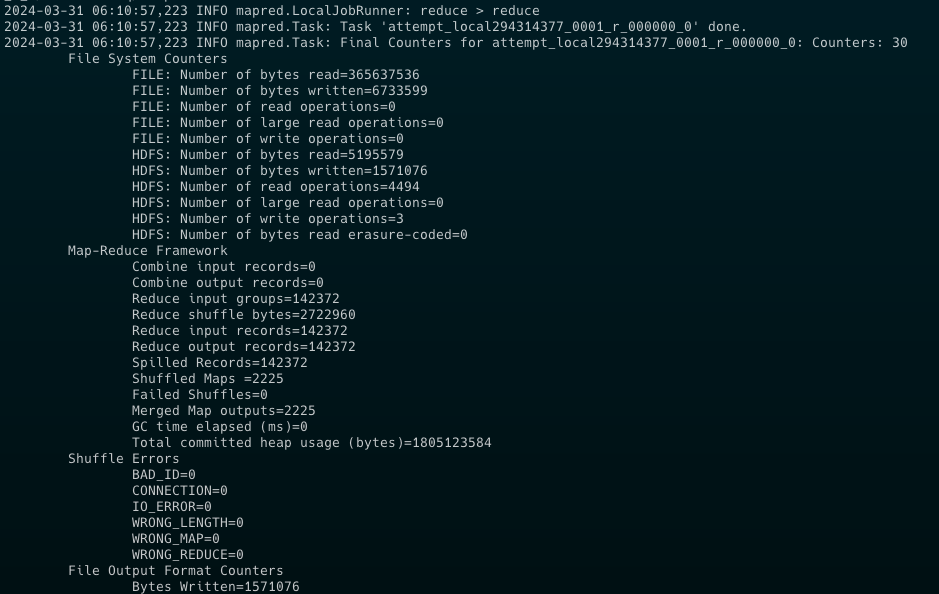 2024-03-31 06:10:57,223 INFO mapred.LocalJobRunner: reduce > reduce
2024-03-31 06:10:57,223 INFO mapred.Task: Task 'attempt_local294314377_0001_r_000000_0' done.
2024-03-31 06:10:57,223 INFO mapred.Task: Final Counters for attempt_local294314377_0001_r_000000_0: Counters: 30
File System Counters
FILE: Number of bytes read=365637536
FILE: Number of bytes written=6733599
FILE: Number of read operations=0
FILE: Number of large read operations=0
FILE: Number of write operations=0
HDFS: Number of bytes read=5195579
HDFS: Number of bytes written=1571076
HDFS: Number of read operations=4494
HDFS: Number of large read operations=0
HDFS: Number of write operations=3
HDFS: Number of bytes read erasure-coded=0
Map-Reduce Framework
Combine input records=0
Combine output records=0
Reduce input groups=142372
Reduce shuffle bytes=2722960
Reduce input records=142372
Reduce output records=142372
Spilled Records=142372
Shuffled Maps =2225
Failed Shuffles=0
Merged Map outputs=2225
GC time elapsed (ms)=0
Total committed heap usage (bytes)=1805123584
Shuffle Errors
BAD_ID=0
CONNECTION=0
IO_ERROR=0
WRONG_LENGTH=0
WRONG_MAP=0
WRONG_REDUCE=0
File Output Format Counters
Bytes Written=1571076